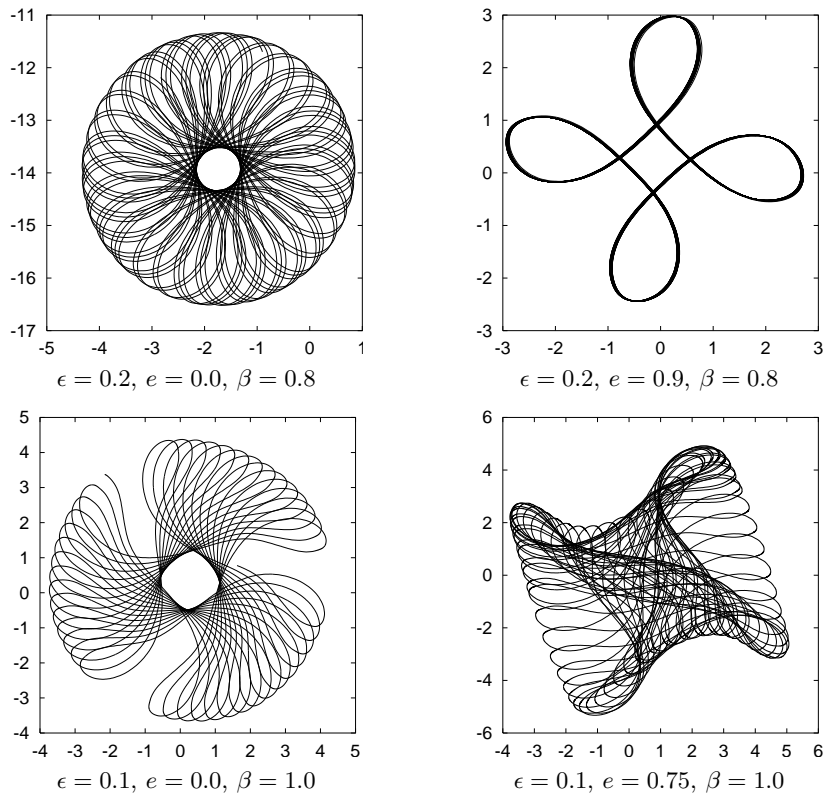 -11 -12 -13 -14 -15 -16 -17
-5 -4 -3 -2 -1 0 1
ϵ = 0.2, e = 0.0, β = 0.8
3 2 1 0 -1 -2 -3
-3 -2 -1 0 1 2 3
ϵ = 0.2, e = 0.9, β = 0.8
5 4 3 2 1 0 -1 -2 -3 -4
-4 -3 -2 -1 0 1 2 3 4 5
ϵ = 0.1, e = 0.0, β = 1.0
6 4 2 0 -2 -4 -6
-4 -3 -2 -1 0 1 2 3 4 5 6
ϵ = 0.1, e = 0.75, β = 1.0